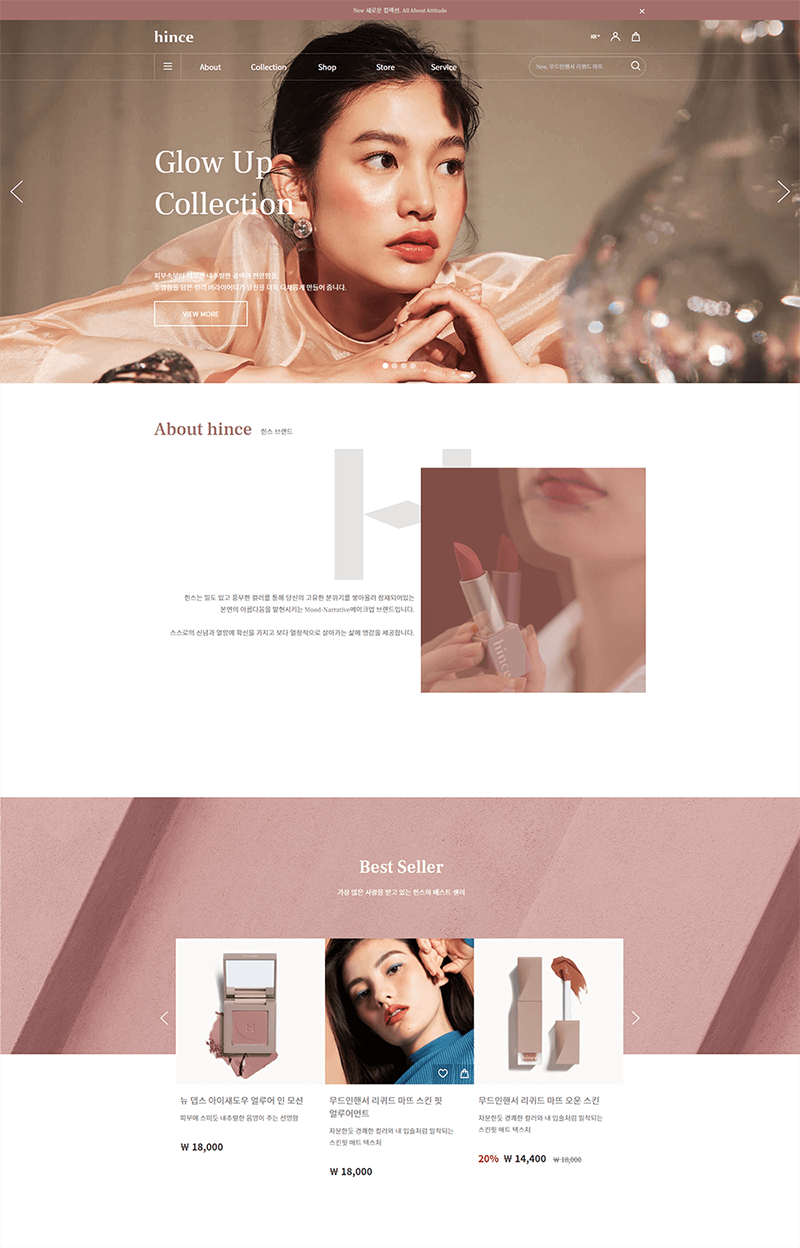 New 새로운 컬렉션, All About Attitude
hince
KR
About Collection Shop Store Service
New, 무드인핸서 리퀴드 마뜨
Glow Up
Collection
피부속부터 내추럴한 편안함을,
투명함을 담은 컬러 버라이어티가 당신을 더욱 다채롭게 만들어 줍니다.
VIEW MORE
About hince 힌스 브랜드
힌스는 밀도 있고 풍부한 컬러를 통해 당신의 고유한 분위기를 쌓아올려 잠재되어있는
본연의 아름다움을 발현시키는 Mood-Narrative메이크업 브랜드입니다.
스스로의 신념과 열망에 확신을 가지고 보다 열정적으로 살아가는 삶에 영감을 제공합니다.
hince
Best Seller
가장 많은 사랑을 받고 있는 힌스의 베스트 셀러
hince
뉴 뎁스 아이섀도우 얼루어 인 모션
피부에 스미듯 내추럴한 음영이 주는 선명함
₩ 18,000
무드인핸서 리퀴드 마뜨 스킨 핏
얼루어먼트
차분한듯 경쾌한 컬러와 내 입술처럼 밀착되는
스킨핏 매트 텍스처
₩ 18,000
무드인핸서 리퀴드 마뜨 오운 스킨
차분한듯 경쾌한 컬러와 내 입술처럼 밀착되는
스킨핏 매트 텍스처
20% ₩ 14,400 ₩ 18,000